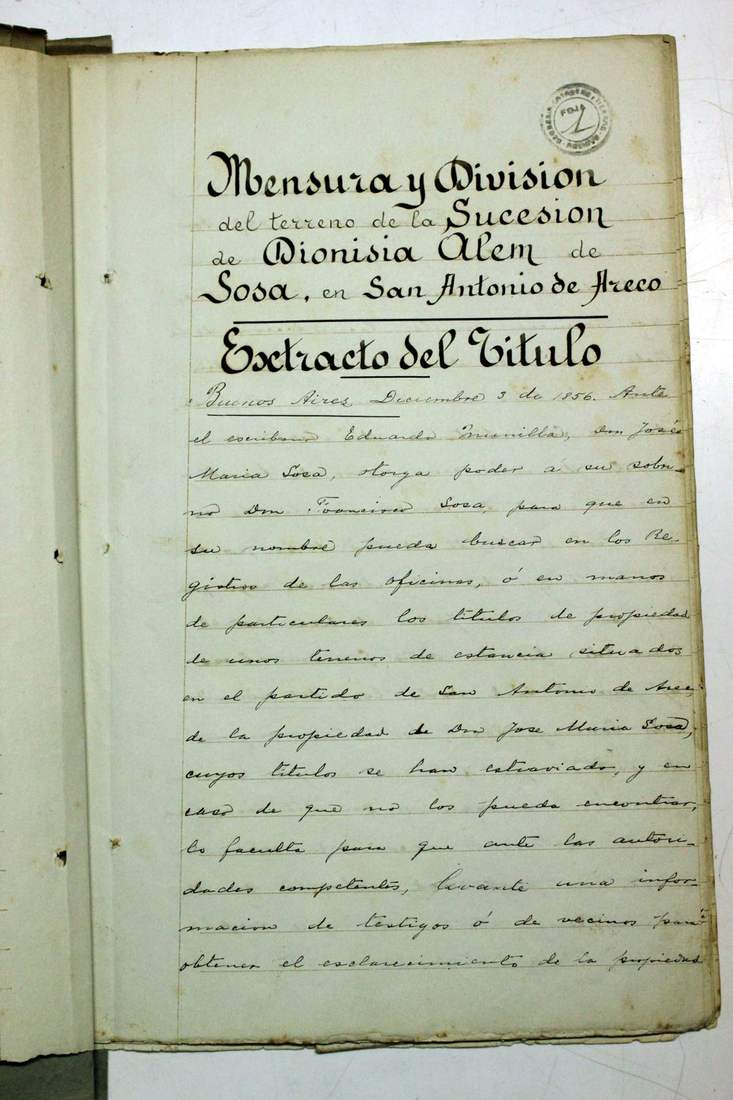 FOJA
1
Mensura y Division
del terreno de la Sucesion
de Dionisia Alem de
Sosa, en San Antonio de Areco
Extracto del Titulo
Buenos Aires Diciembre 3 de 1856. Ante
el escribano Eduardo Munilla, Don José
Maria Sosa, otorga poder á su sobri-
no Don Francisco Sosa para que en
su nombre pueda buscar en los Re-
gistros de las oficinas, ó en manos
de particulares los titulos de propiedad
de unos terrenos de estancia situados
en el partido de San Antonio de Areco
de la propiedad de Don Jose Maria Sosa,
cuyos titulos se han estraviado, y en
caso de que no los pueda encontrar,
lo faculta para que ante las autori-
dades competentes, levante una infor-
macion de testigos ó de vecinos para
obtener el esclarecimiento de la propiedad